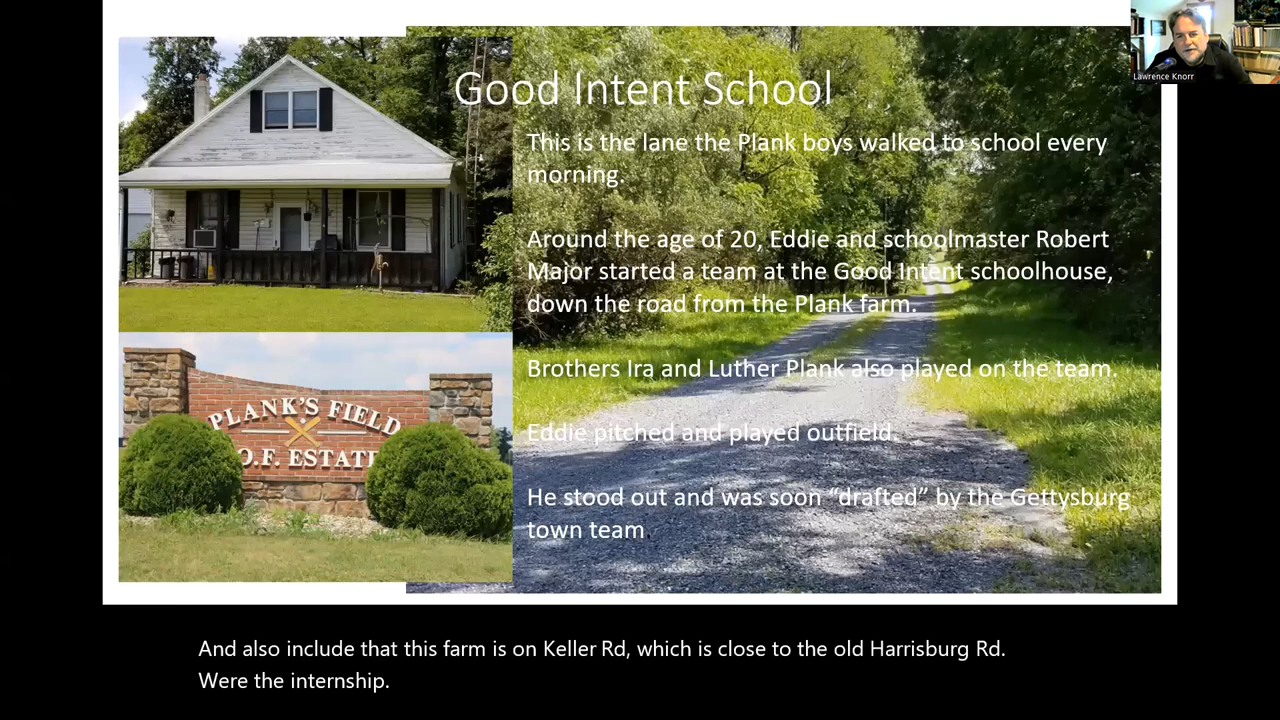 Lawrence Knorr
Good Intent School
This is the lane the Plank boys walked to school every
morning.
Around the age of 20, Eddie and schoolmaster Robert
Major started a team at the Good Intent schoolhouse,
down the road from the Plank farm.
Brothers Ira and Luther Plank also played on the team.
Eddie pitched and played outfield.
He stood out and was soon “drafted” by the Gettysburg
town team.
PLANK'S FIELD
O.F. ESTATE
And also include that this farm is on Keller Rd, which is close to the old Harrisburg Rd.
Were the internship.